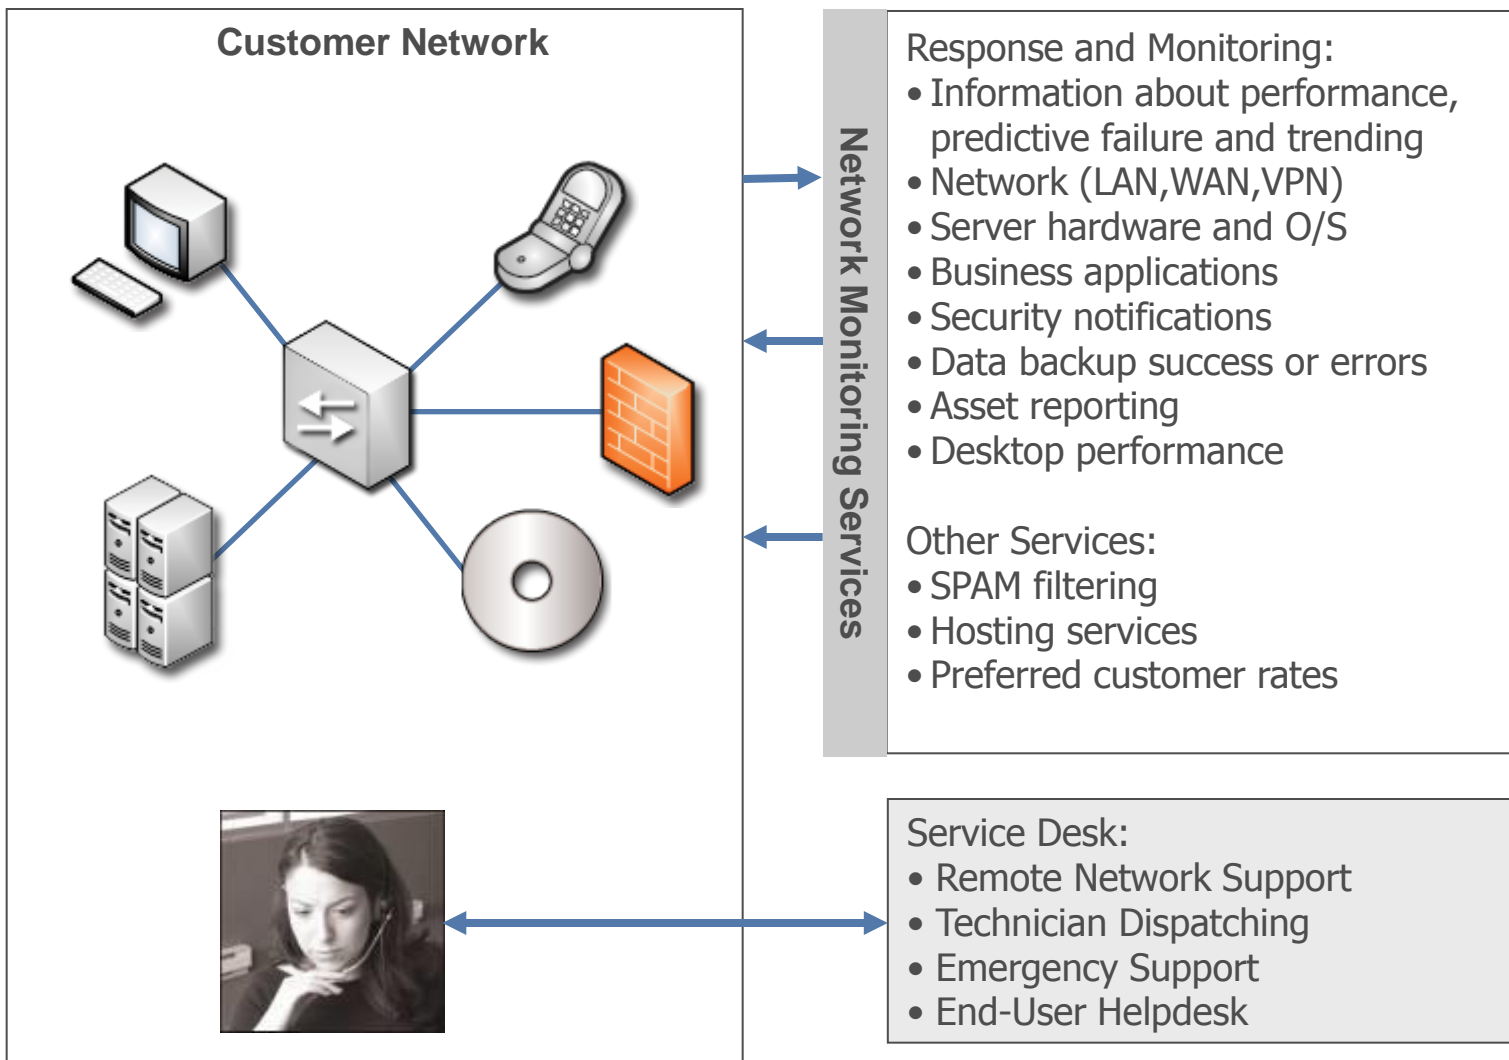 Customer Network
Network Monitoring Services
Response and Monitoring:
• Information about performance,
predictive failure and trending
• Network (LAN,WAN,VPN)
• Server hardware and O/S
• Business applications
• Security notifications
• Data backup success or errors
• Asset reporting
• Desktop performance
Other Services:
• SPAM filtering
• Hosting services
• Preferred customer rates
Service Desk:
• Remote Network Support
• Technician Dispatching
• Emergency Support
• End-User Helpdesk